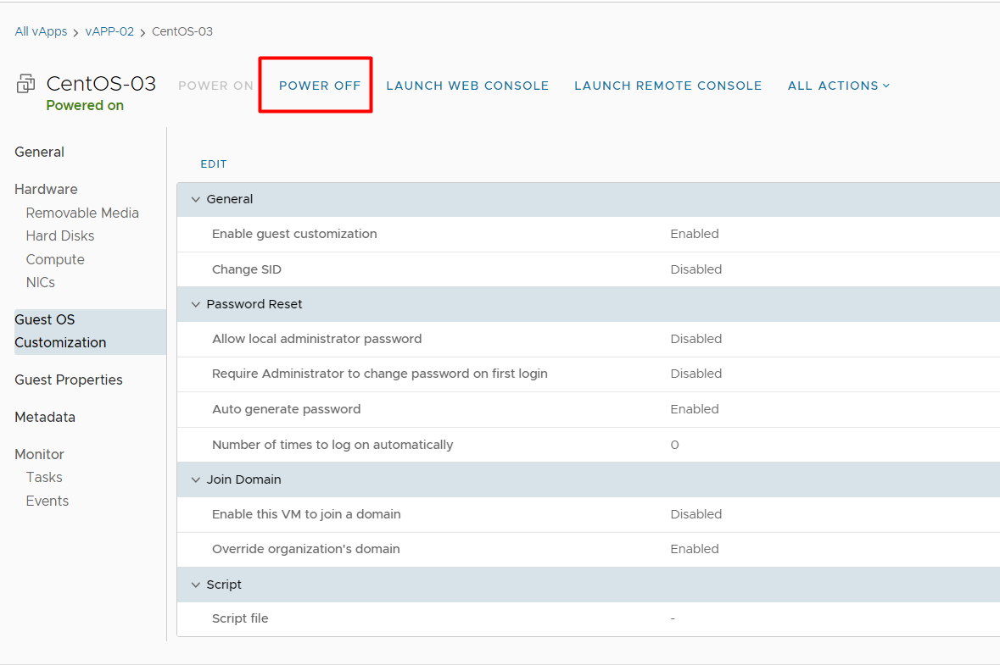 All vApps > vAPP-02 > CentOS-03
CentOS-03 POWER ON POWER OFF LAUNCH WEB CONSOLE LAUNCH REMOTE CONSOLE ALL ACTIONS
Powered on
General
Hardware
Removable Media
Hard Disks
Compute
NICs
Guest OS
Customization
Guest Properties
Metadata
Monitor
Tasks
Events
EDIT
General
Enable guest customization Enabled
Change SID Disabled
Password Reset
Allow local administrator password Disabled
Require Administrator to change password on first login Disabled
Auto generate password Enabled
Number of times to log on automatically 0
Join Domain
Enable this VM to join a domain Disabled
Override organization's domain Enabled
Script
Script file -